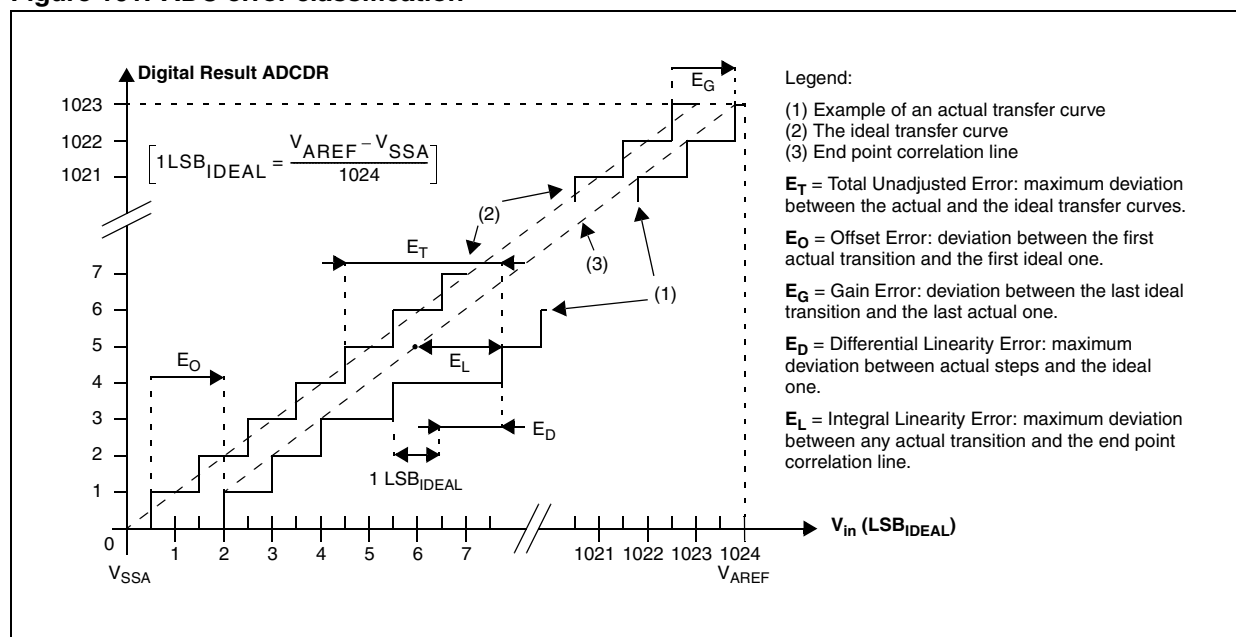 Digital Result ADCDR
E_G
1023
1022
1021
[1LSB_IDEAL = (V_AREF – V_SSA) / 1024]
(2)
(3)
(1)
E_T
7
6
5
4
3
2
1
0
E_O
E_L
E_D
1 LSB_IDEAL
1 2 3 4 5 6 7 1021 1022 1023 1024
V_in (LSB_IDEAL)
V_SSA
V_AREF
Legend:
(1) Example of an actual transfer curve
(2) The ideal transfer curve
(3) End point correlation line
E_T = Total Unadjusted Error: maximum deviation
between the actual and the ideal transfer curves.
E_O = Offset Error: deviation between the first
actual transition and the first ideal one.
E_G = Gain Error: deviation between the last ideal
transition and the last actual one.
E_D = Differential Linearity Error: maximum
deviation between actual steps and the ideal
one.
E_L = Integral Linearity Error: maximum deviation
between any actual transition and the end point
correlation line.